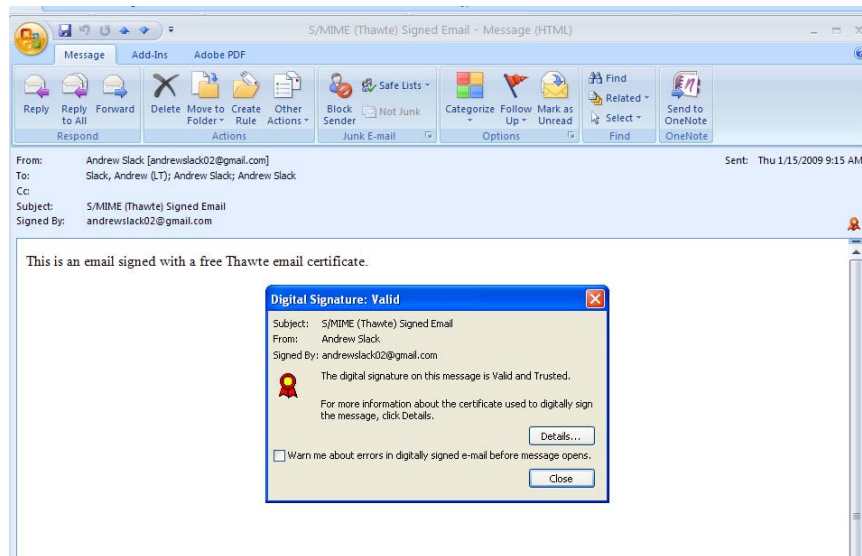 S/MIME (Thawte) Signed Email - Message (HTML)
Message Add-Ins Adobe PDF
Reply Reply to All Forward
Respond
Delete Move to Folder Create Rule Other Actions
Actions
Block Sender Safe Lists Not Junk
Junk E-mail
Categorize Follow Up Mark as Unread
Options
Find
Related
Select
Find
Send to OneNote
OneNote
From: Andrew Slack [andrewslack02@gmail.com] Sent: Thu 1/15/2009 9:15 AM
To: Slack, Andrew (LT); Andrew Slack; Andrew Slack
Cc:
Subject: S/MIME (Thawte) Signed Email
Signed By: andrewslack02@gmail.com
This is an email signed with a free Thawte email certificate.
Digital Signature: Valid
Subject: S/MIME (Thawte) Signed Email
From: Andrew Slack
Signed By: andrewslack02@gmail.com
The digital signature on this message is Valid and Trusted.
For more information about the certificate used to digitally sign
the message, click Details.
Details...
Warn me about errors in digitally signed e-mail before message opens.
Close